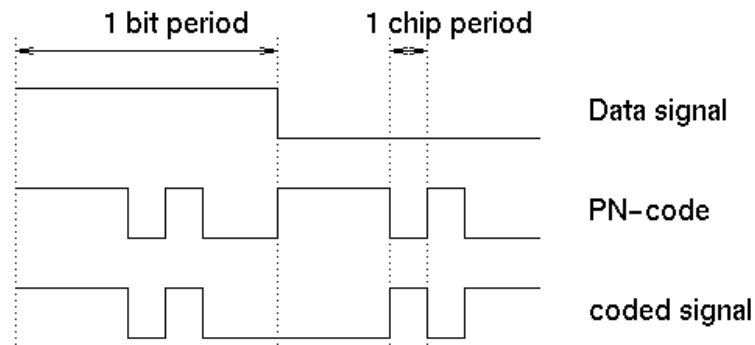 1 bit period
1 chip period
Data signal
PN-code
coded signal